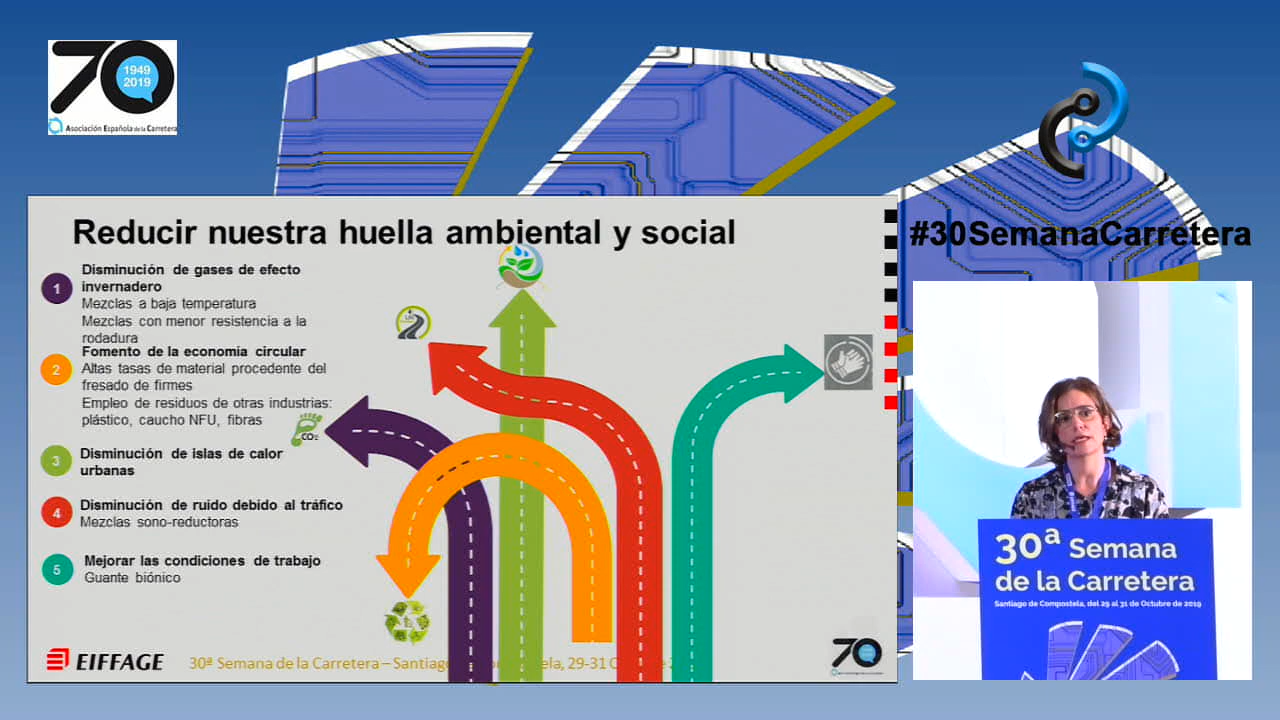 70
1949
2019
Asociación Española de la Carretera
#30SemanaCarretera
Reducir nuestra huella ambiental y social
1
Disminución de gases de efecto
invernadero
Mezclas a baja temperatura
Mezclas con menor resistencia a la
rodadura
2
Fomento de la economía circular
Altas tasas de material procedente del
fresado de firmes
Empleo de residuos de otras industrias:
plástico, caucho NFU, fibras
CO₂
3
Disminución de islas de calor
urbanas
4
Disminución de ruido debido al tráfico
Mezclas sono-reductoras
5
Mejorar las condiciones de trabajo
Guante biónico
EIFFAGE
30ª Semana de la Carretera – Santiago
29-31
70
30ª Semana
de la Carretera
Santiago de Compostela, del 29 al 31 de Octubre de 2019